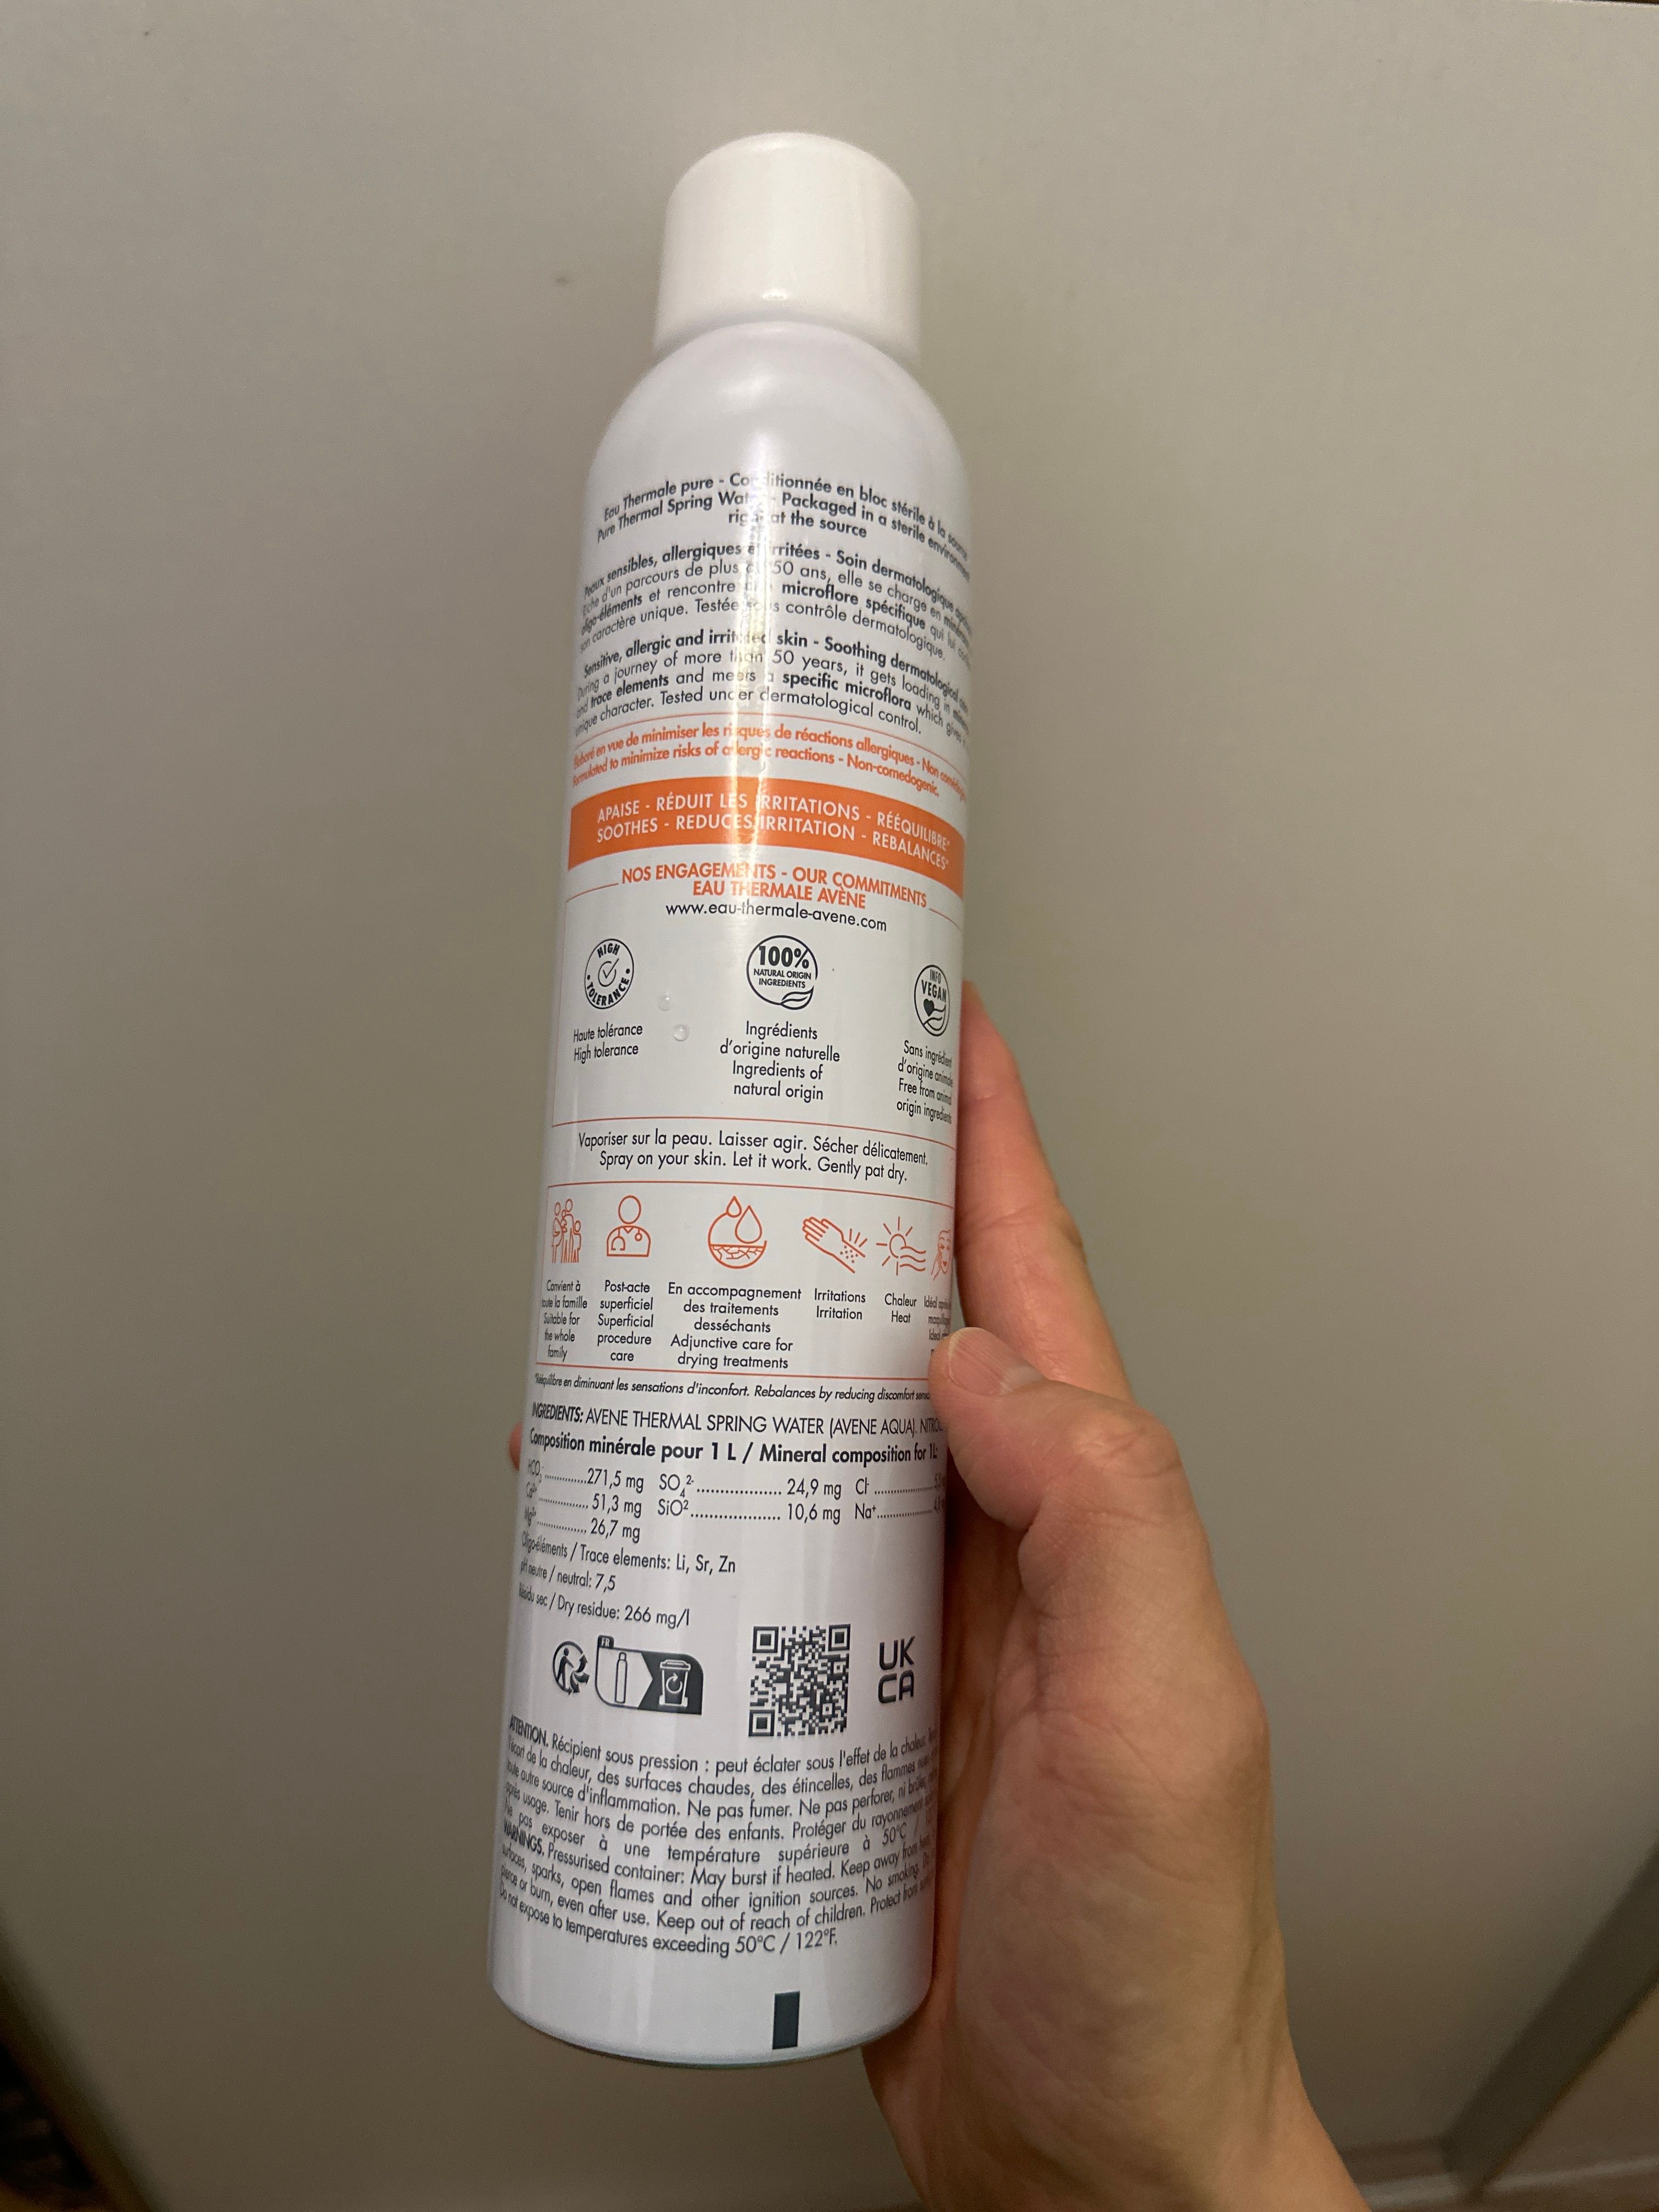 Eau Thermale pure - Conditionnée en bloc stérile à la source
Pure Thermal Spring Water - Packaged in a sterile environment
right at the source
Peaux sensibles, allergiques et irritées - Soin dermatologique
d'un parcours de plus de 50 ans, elle se charge en
oligo-éléments et rencontre une microflore spécifique qui lui
son caractère unique. Testée sous contrôle dermatologique.
Sensitive, allergic and irritated skin - Soothing dermatological
During a journey of more than 50 years, it gets loading in
and trace elements and meets a specific microflora which gives
unique character. Tested under dermatological control.
Élaboré en vue de minimiser les risques de réactions allergiques - Non
Formulated to minimize risks of allergic reactions - Non-comedogenic.
APAISE - RÉDUIT LES IRRITATIONS - RÉÉQUILIBRE*
SOOTHES - REDUCES IRRITATION - REBALANCES*
NOS ENGAGEMENTS - OUR COMMITMENTS
EAU THERMALE AVÈNE
www.eau-thermale-avene.com
HIGH
TOLERANCE
Haute tolérance
High tolerance
100%
NATURAL ORIGIN
INGREDIENTS
Ingrédients
d'origine naturelle
Ingredients of
natural origin
INFO
VEGAN
Sans ingrédient
d'origine animale
Free from animal
origin ingredients
Vaporiser sur la peau. Laisser agir. Sécher délicatement.
Spray on your skin. Let it work. Gently pat dry.
Convient à
toute la famille
Suitable for
the whole
family
Post-acte
superficiel
Superficial
procedure
care
En accompagnement
des traitements
desséchants
Adjunctive care for
drying treatments
Irritations
Irritation
Chaleur
Heat
Idéal
*Rééquilibre en diminuant les sensations d'inconfort. Rebalances by reducing discomfort
INGREDIENTS: AVENE THERMAL SPRING WATER (AVENE AQUA).
Composition minérale pour 1 L / Mineral composition for 1L:
HCO3-............271,5 mg SO4 2-................. 24,9 mg Cl-..............
Ca2+............ 51,3 mg SiO2.................... 10,6 mg Na+..............
Mg2+............ 26,7 mg
Oligo-éléments / Trace elements: Li, Sr, Zn
pH neutre / neutral: 7,5
Résidu sec / Dry residue: 266 mg/l
FR
UK
CA
ATTENTION. Récipient sous pression : peut éclater sous l'effet de la chaleur.
l'écart de la chaleur, des surfaces chaudes, des étincelles, des flammes nues
toute autre source d'inflammation. Ne pas fumer. Ne pas perforer, ni brûler,
après usage. Tenir hors de portée des enfants. Protéger du rayonnement
Ne pas exposer à une température supérieure à 50°C /
WARNINGS. Pressurised container: May burst if heated. Keep away from
surfaces, sparks, open flames and other ignition sources. No smoking.
pierce or burn, even after use. Keep out of reach of children. Protect from
Do not expose to temperatures exceeding 50°C / 122°F.